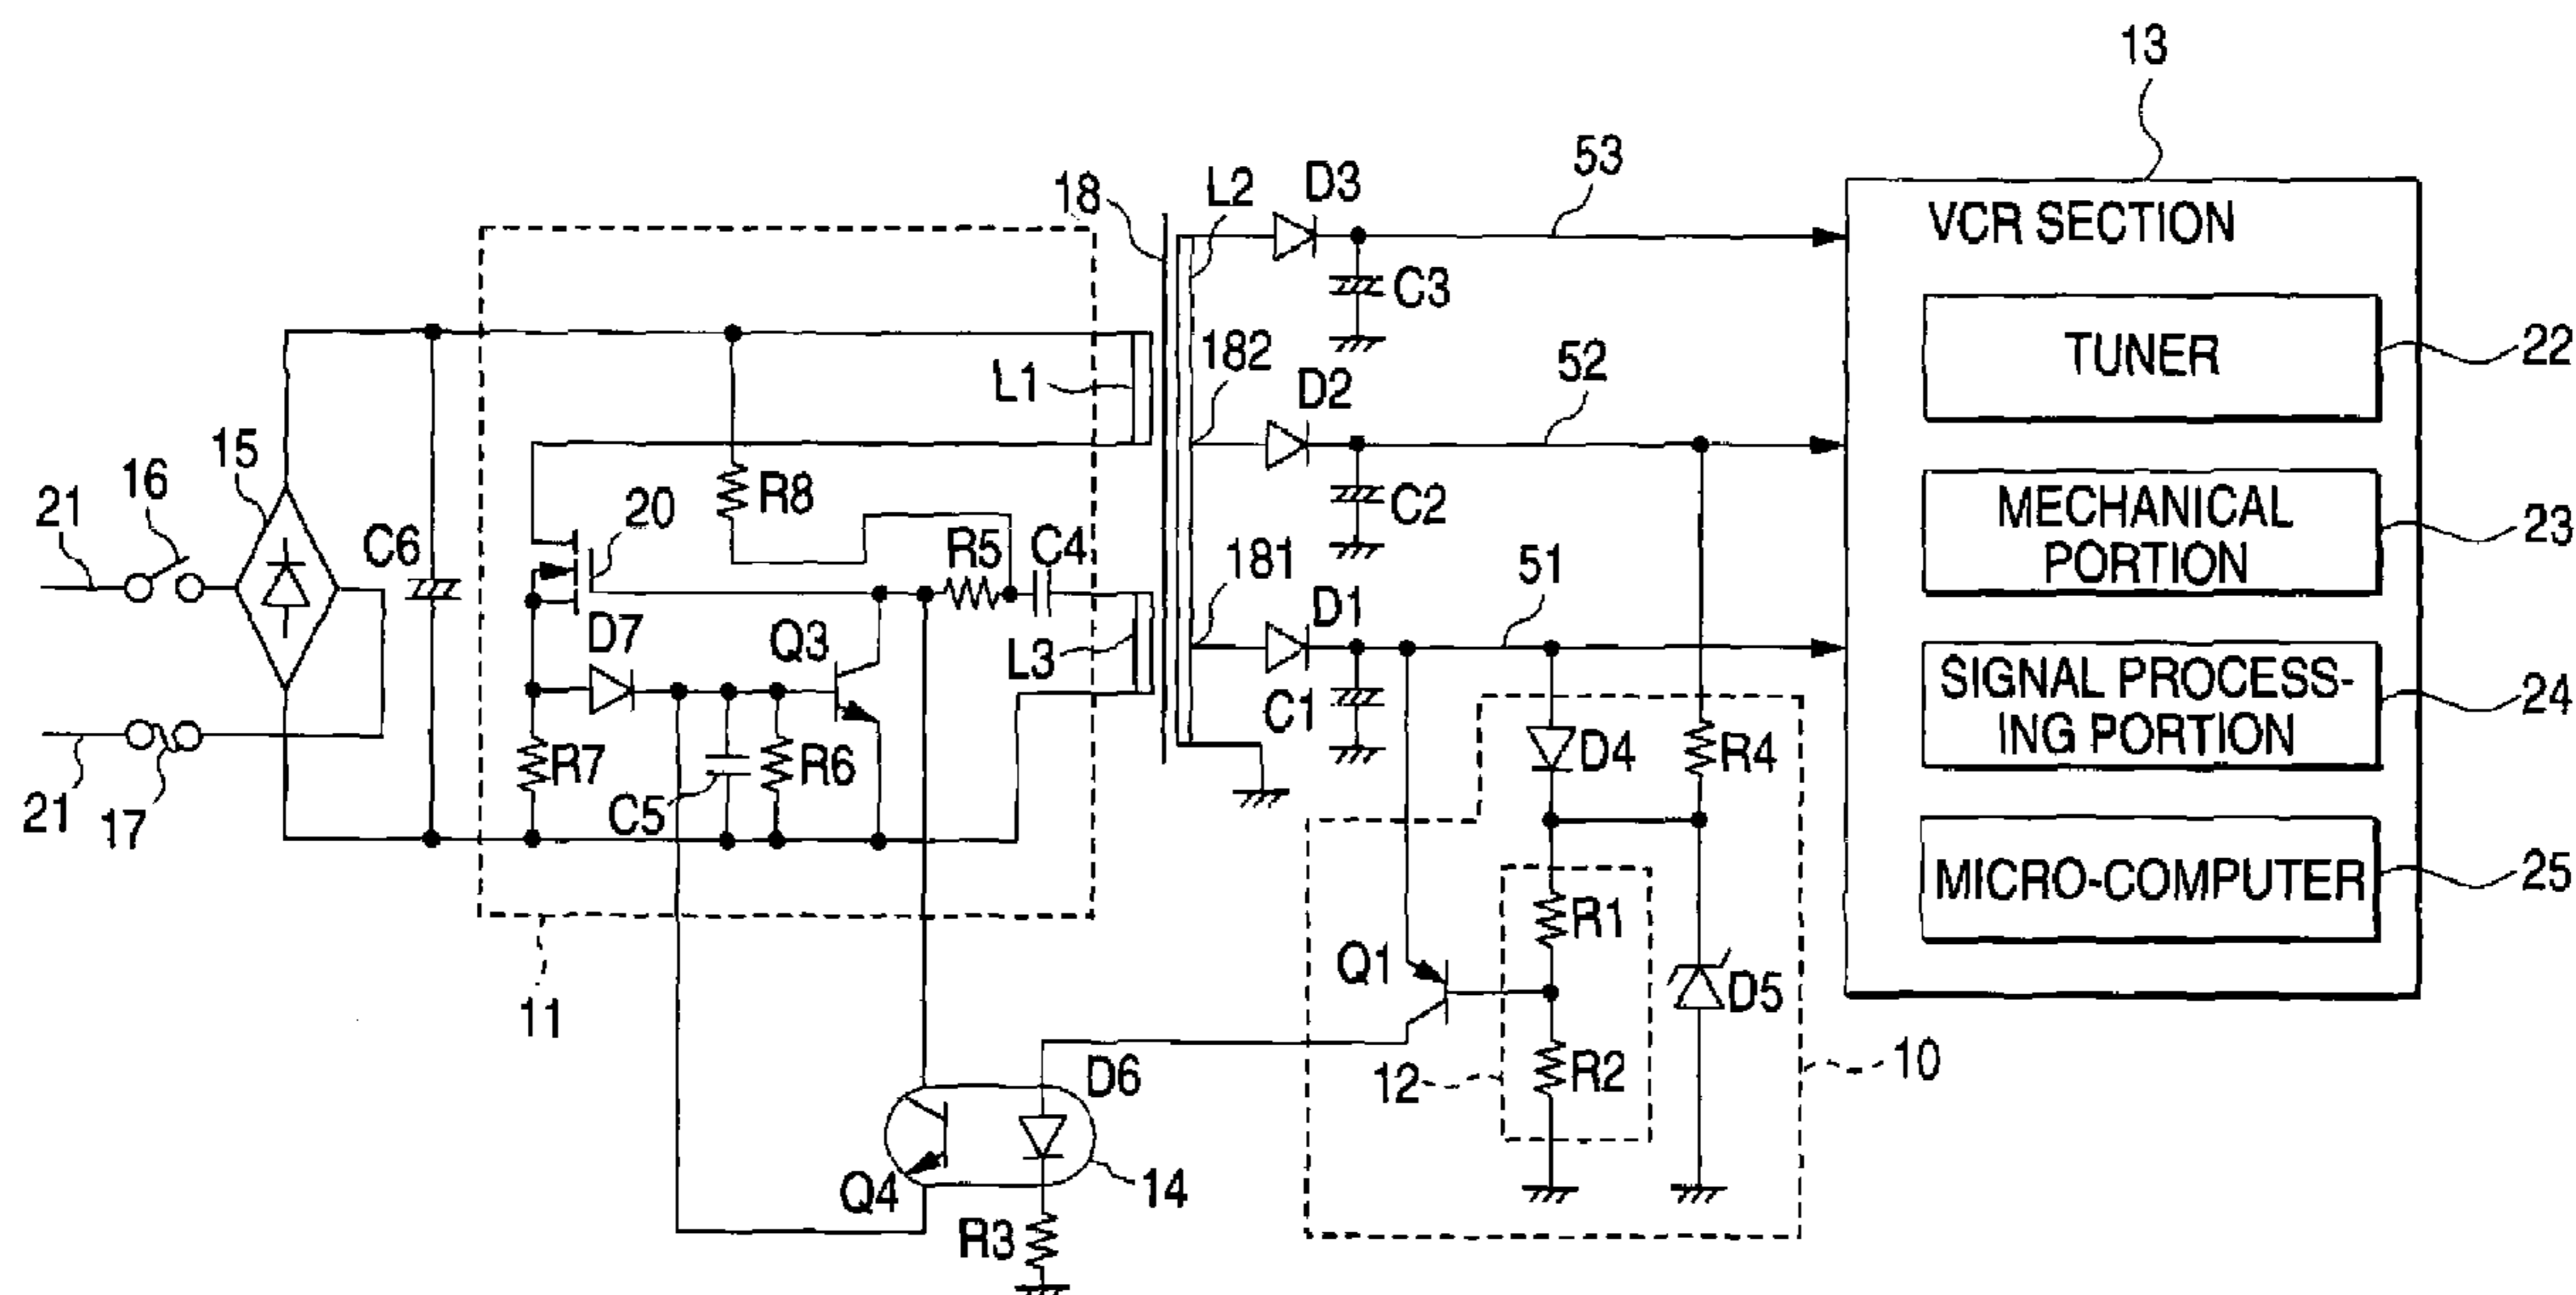 13
VCR SECTION
TUNER
22
MECHANICAL
PORTION
23
SIGNAL PROCESS-
ING PORTION
24
MICRO-COMPUTER
25
53
D3
L2
18
C3
182
D2
52
C2
181
D1
51
C1
D4
R4
R1
R2
12
D5
10
Q1
L1
R8
20
R5
C4
L3
D7
Q3
R7
C5
R6
11
15
16
21
C6
21
17
D6
Q4
14
R3